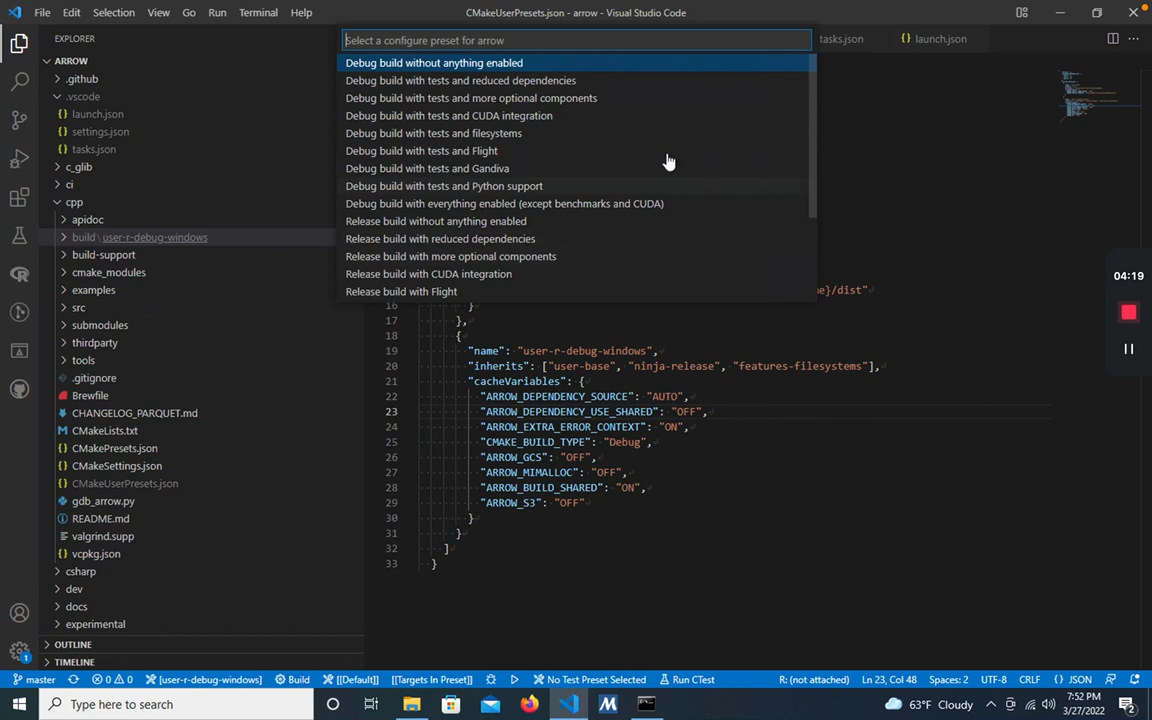 File Edit Selection View Go Run Terminal Help
CMakeUserPresets.json - arrow - Visual Studio Code
EXPLORER
ARROW
.github
.vscode
launch.json
settings.json
tasks.json
c_glib
ci
cpp
apidoc
build \ user-r-debug-windows
build-support
cmake_modules
examples
src
submodules
thirdparty
tools
.gitignore
Brewfile
CHANGELOG_PARQUET.md
CMakeLists.txt
CMakePresets.json
CMakeSettings.json
CMakeUserPresets.json
gdb_arrow.py
README.md
valgrind.supp
vcpkg.json
csharp
dev
docs
experimental
OUTLINE
TIMELINE
tasks.json
launch.json
Select a configure preset for arrow
Debug build without anything enabled
Debug build with tests and reduced dependencies
Debug build with tests and more optional components
Debug build with tests and CUDA integration
Debug build with tests and filesystems
Debug build with tests and Flight
Debug build with tests and Gandiva
Debug build with tests and Python support
Debug build with everything enabled (except benchmarks and CUDA)
Release build without anything enabled
Release build with reduced dependencies
Release build with more optional components
Release build with CUDA integration
Release build with Flight
e}/dist"
16 }
17 },
18 {
19 "name": "user-r-debug-windows",
20 "inherits": ["user-base", "ninja-release", "features-filesystems"],
21 "cacheVariables": {
22 "ARROW_DEPENDENCY_SOURCE": "AUTO",
23 "ARROW_DEPENDENCY_USE_SHARED": "OFF",
24 "ARROW_EXTRA_ERROR_CONTEXT": "ON",
25 "CMAKE_BUILD_TYPE": "Debug",
26 "ARROW_GCS": "OFF",
27 "ARROW_MIMALLOC": "OFF",
28 "ARROW_BUILD_SHARED": "ON",
29 "ARROW_S3": "OFF"
30 }
31 }
32 ]
33 }
04:19
1
master 0 0 [user-r-debug-windows] Build [[Default]] [Targets In Preset] No Test Preset Selected Run CTest R: (not attached) Ln 23, Col 48 Spaces: 2 UTF-8 CRLF {} JSON
Type here to search
63°F Cloudy
7:52 PM
3/27/2022
2